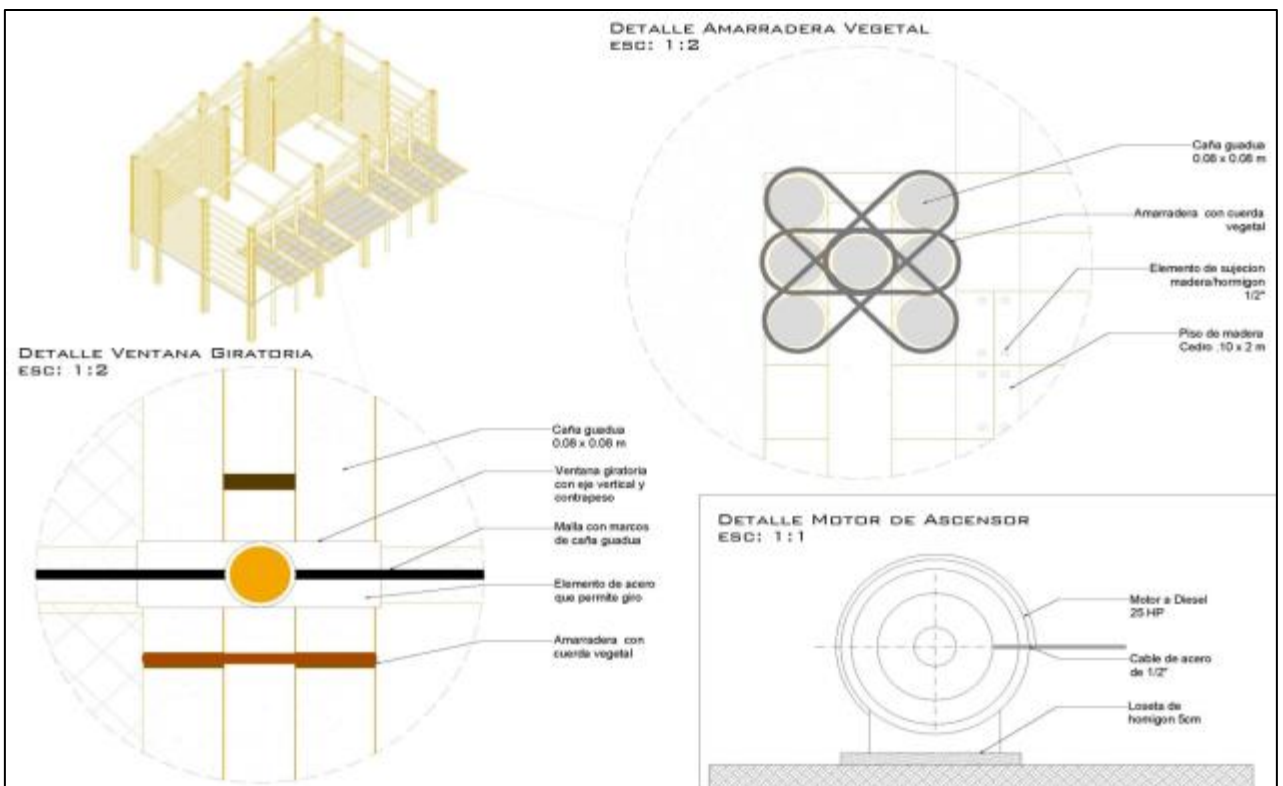 DETALLE AMARRADERA VEGETAL
ESC: 1:2
Caña guadua
0.08 x 0.08 m
Amarradera con cuerda
vegetal
Elemento de sujecion
madera/hormigon
1/2"
Piso de madera
Cedro .10 x 2 m
DETALLE VENTANA GIRATORIA
ESC: 1:2
Caña guadua
0.08 x 0.08 m
Ventana giratoria
con eje vertical y
contrapeso
Malla con marcos
de caña guadua
Elemento de acero
que permite giro
Amarradera con
cuerda vegetal
DETALLE MOTOR DE ASCENSOR
ESC: 1:1
Motor a Diesel
25 HP
Cable de acero
de 1/2"
Loseta de
homigon 5cm